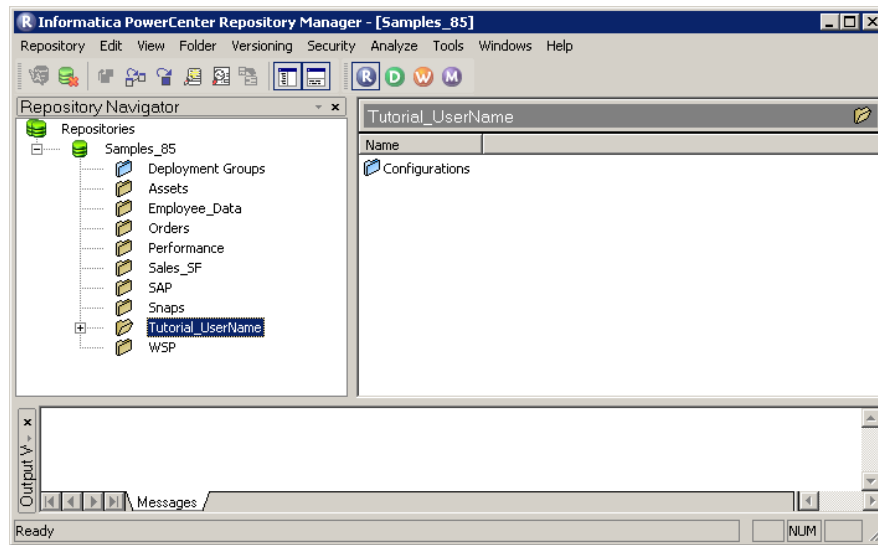 Informatica PowerCenter Repository Manager - [Samples_85]
Repository Edit View Folder Versioning Security Analyze Tools Windows Help
R D W M
Repository Navigator
Repositories
Samples_85
Deployment Groups
Assets
Employee_Data
Orders
Performance
Sales_SF
SAP
Snaps
Tutorial_UserName
WSP
Tutorial_UserName
Name
Configurations
Output
Messages
Ready
NUM